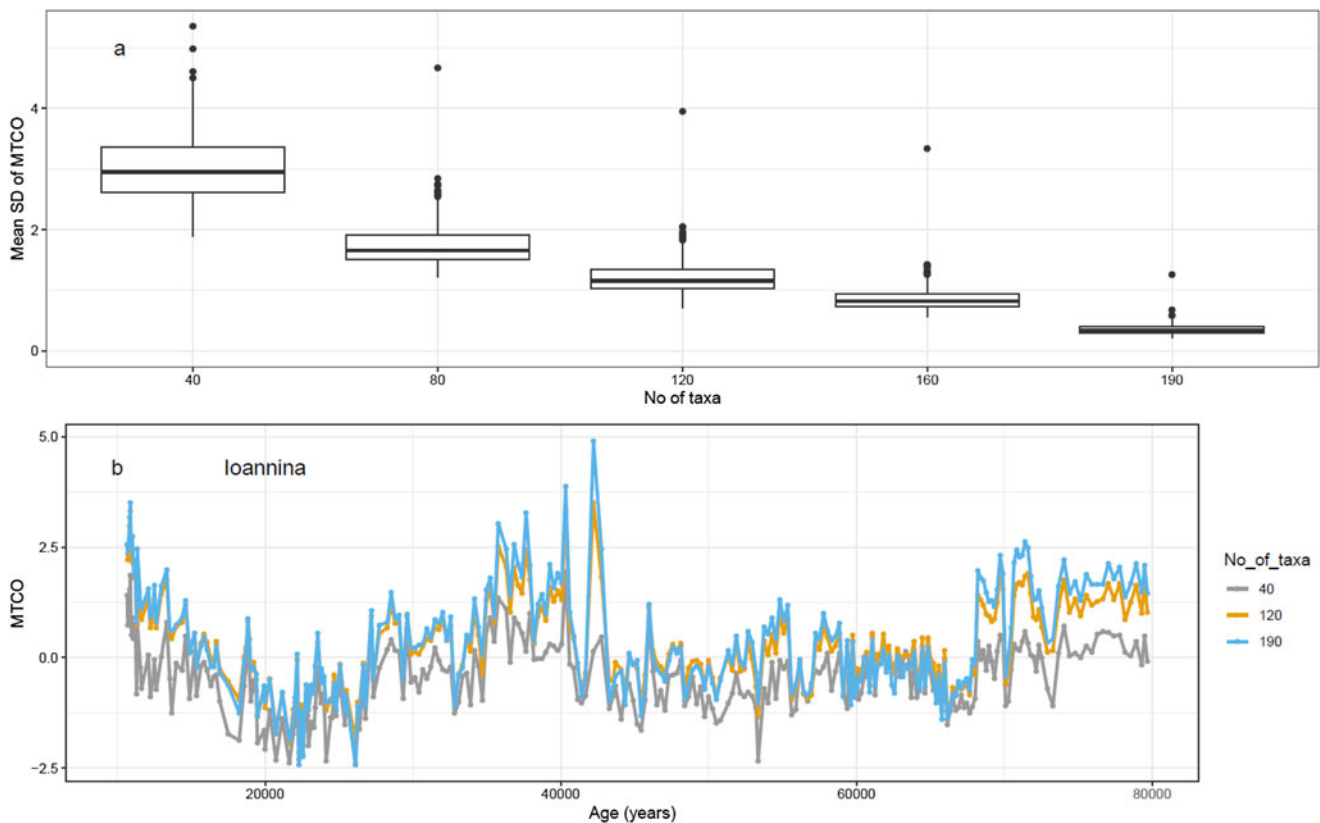 a
Mean SD of MTCO
4
2
0
40 80 120 160 190
No of taxa
b Ioannina
MTCO
5.0
2.5
0.0
−2.5
20000 40000 60000 80000
Age (years)
No_of_taxa
40
120
190